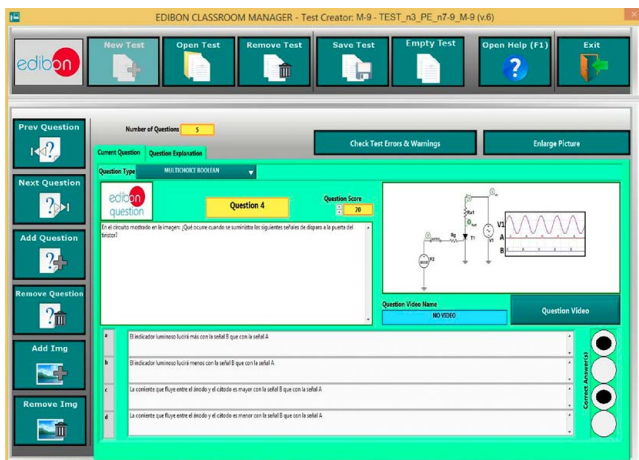 EDIBON CLASSROOM MANAGER - Test Creator: M-9 - TEST_n3_PE_n7-9_M-9 (v.6)
edibon
New Test
Open Test
Remove Test
Save Test
Empty Test
Open Help (F1)
Exit
Prev Question
Next Question
Add Question
Remove Question
Add Img
Remove Img
Number of Questions 5
Check Test Errors & Warnings
Enlarge Picture
Current Question
Question Explanation
Question Type MULTICHOICE BOOLEAN
edibon
question
Question 4
Question Score
20
En el circuito mostrado en la imagen: ¿Qué ocurre cuando se suministra las siguientes señales de disparo a la puerta del
tiristor?
Rg
T1
V1
V1
A
B
Question Video Name
NO VIDEO
Question Video
a El indicador luminoso lucirá más con la señal B que con la señal A
b El indicador luminoso lucirá menos con la señal B que con la señal A
c La corriente que fluye entre el ánodo y el cátodo es mayor con la señal B que con la señal A
d La corriente que fluye entre el ánodo y el cátodo es menor con la señal B que con la señal A
Correct Answer(s)